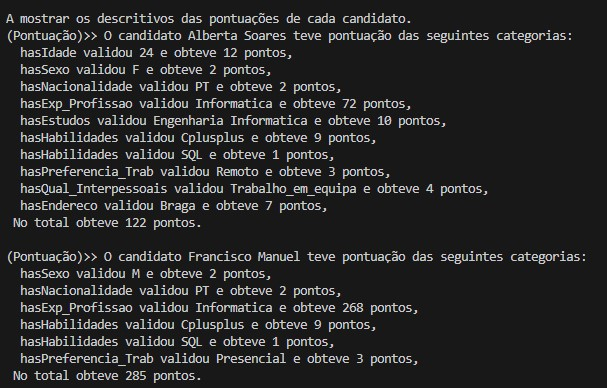 A mostrar os descritivos das pontuações de cada candidato.
(Pontuação)>> O candidato Alberta Soares teve pontuação das seguintes categorias:
hasIdade validou 24 e obteve 12 pontos,
hasSexo validou F e obteve 2 pontos,
hasNacionalidade validou PT e obteve 2 pontos,
hasExp_Profissao validou Informatica e obteve 72 pontos,
hasEstudos validou Engenharia Informatica e obteve 10 pontos,
hasHabilidades validou Cplusplus e obteve 9 pontos,
hasHabilidades validou SQL e obteve 1 pontos,
hasPreferencia_Trab validou Remoto e obteve 3 pontos,
hasQual_Interpessoais validou Trabalho_em_equipa e obteve 4 pontos,
hasEndereco validou Braga e obteve 7 pontos,
No total obteve 122 pontos.
(Pontuação)>> O candidato Francisco Manuel teve pontuação das seguintes categorias:
hasSexo validou M e obteve 2 pontos,
hasNacionalidade validou PT e obteve 2 pontos,
hasExp_Profissao validou Informatica e obteve 268 pontos,
hasHabilidades validou Cplusplus e obteve 9 pontos,
hasHabilidades validou SQL e obteve 1 pontos,
hasPreferencia_Trab validou Presencial e obteve 3 pontos,
No total obteve 285 pontos.